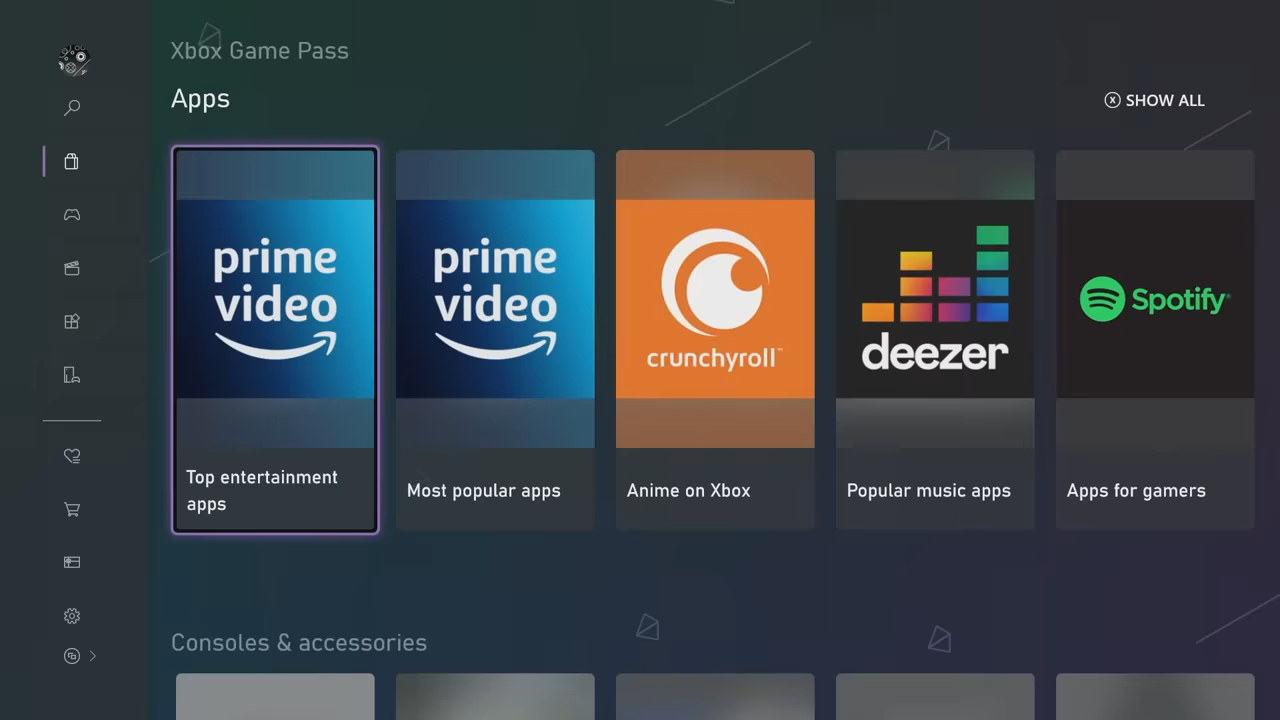 Xbox Game Pass
Apps
Ⓧ SHOW ALL
prime
video
prime
video
crunchyroll™
deezer
Spotify®
Top entertainment
apps
Most popular apps
Anime on Xbox
Popular music apps
Apps for gamers
Consoles & accessories